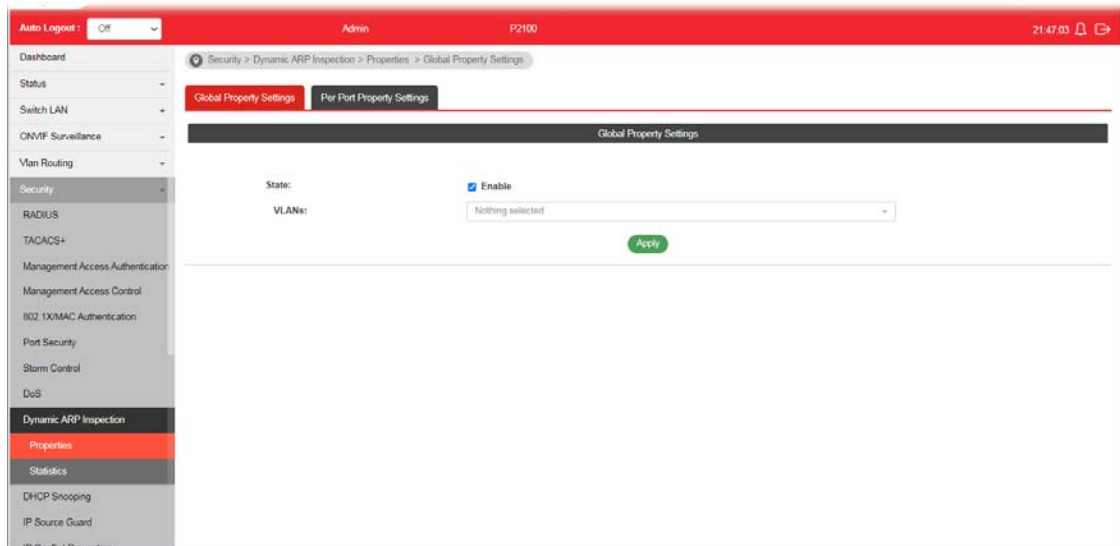 Auto Logout : Off Admin P2100 21:47:03
Dashboard
Status
Switch LAN
ONVIF Surveillance
Vlan Routing
Security
RADIUS
TACACS+
Management Access Authentication
Management Access Control
802.1X/MAC Authentication
Port Security
Storm Control
DoS
Dynamic ARP Inspection
Properties
Statistics
DHCP Snooping
IP Source Guard
Security > Dynamic ARP Inspection > Properties > Global Property Settings
Global Property Settings Per Port Property Settings
Global Property Settings
State: Enable
VLANs: Nothing selected
Apply